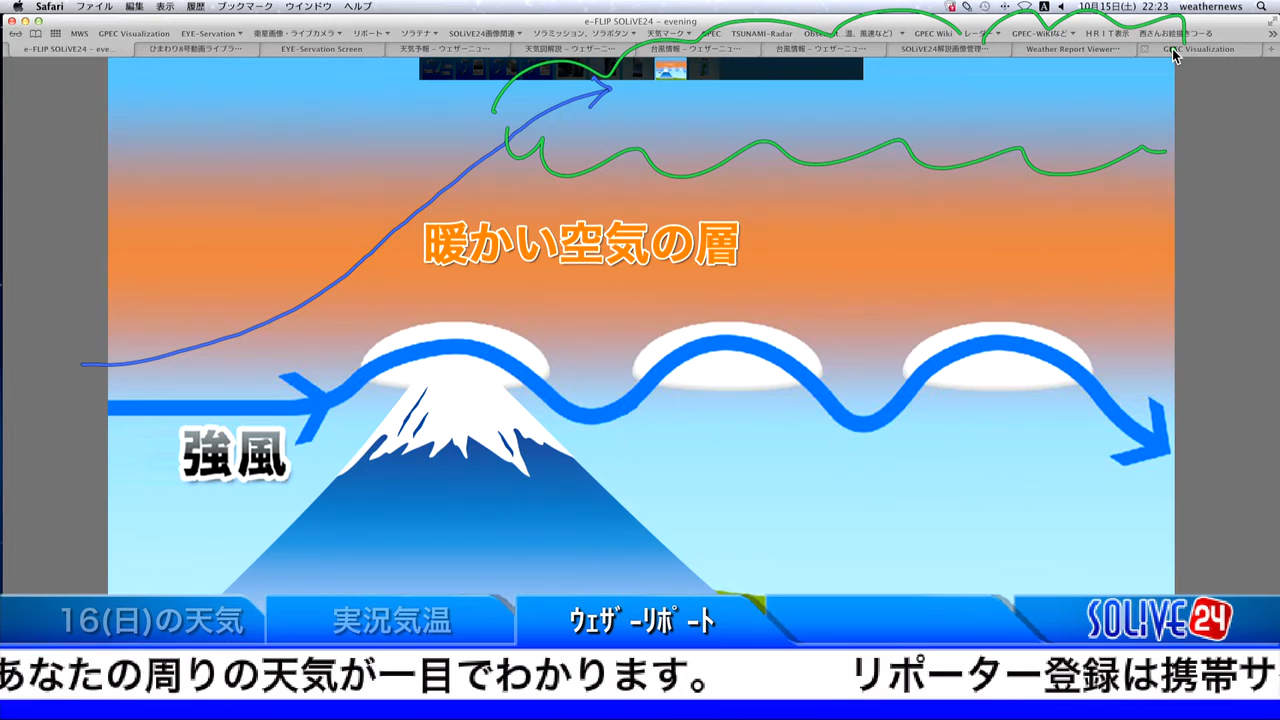 Safari ファイル 編集 表示 履歴 ブックマーク ウインドウ ヘルプ
A 10月15日(土) 22:23 weathernews
e-FLIP SOLiVE24 – evening
MWS GPEC Visualization EYE-Servation 衛星画像・ライブカメラ リポート ソラテナ SOLiVE24画像関連 ソラミッション、ソラボタン 天気マーク GPEC TSUNAMI-Radar 温、風速など） GPEC Wiki GPEC-Wikiなど HRIT表示 西さんお絵描きつーる
e-FLIP SOLiVE24 – eve… ひまわり8号動画ライブラ… EYE-Servation Screen 天気予報 – ウェザーニュ… 天気図解説 – ウェザーニ… 台風情報 – ウェザーニュ… 台風情報 – ウェザーニュ… SOLiVE24解説画像管理… Weather Report Viewer… GPEC Visualization
暖かい空気の層
強風
16(日)の天気 実況気温 ｳｪｻﾞｰﾘﾎﾟｰﾄ SOLiVE24
あなたの周りの天気が一目でわかります。 リポーター登録は携帯サ